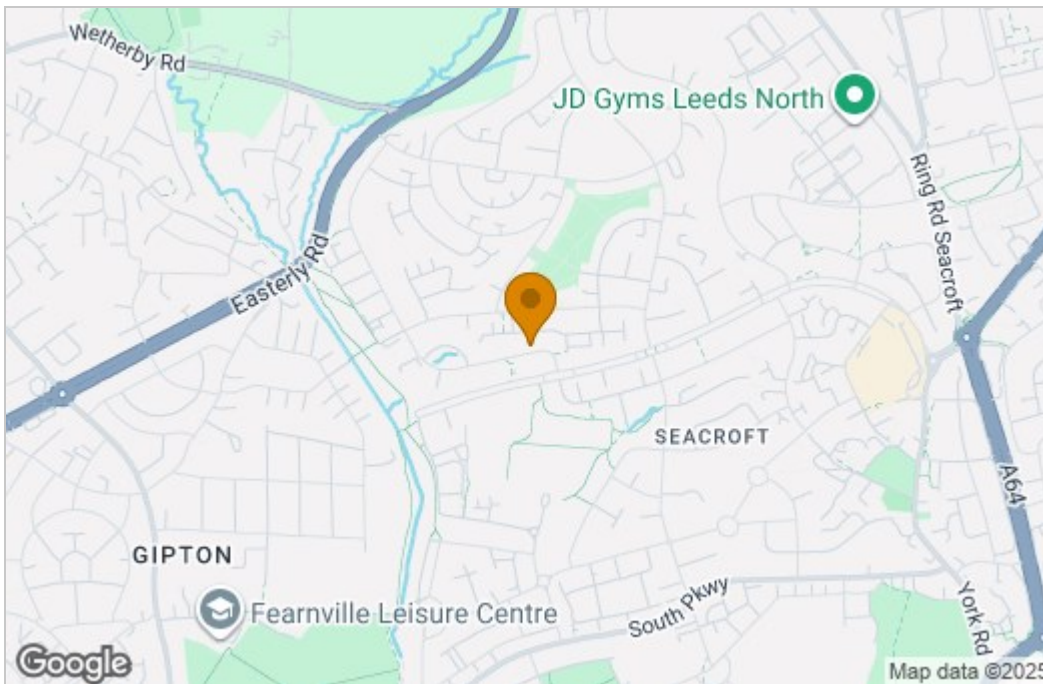 Wetherby Rd
JD Gyms Leeds North
Ring Rd Seacroft
Easterly Rd
SEACROFT
A64
GIPTON
Fearnville Leisure Centre
South Pkwy
York Rd
Google
Map data ©2025